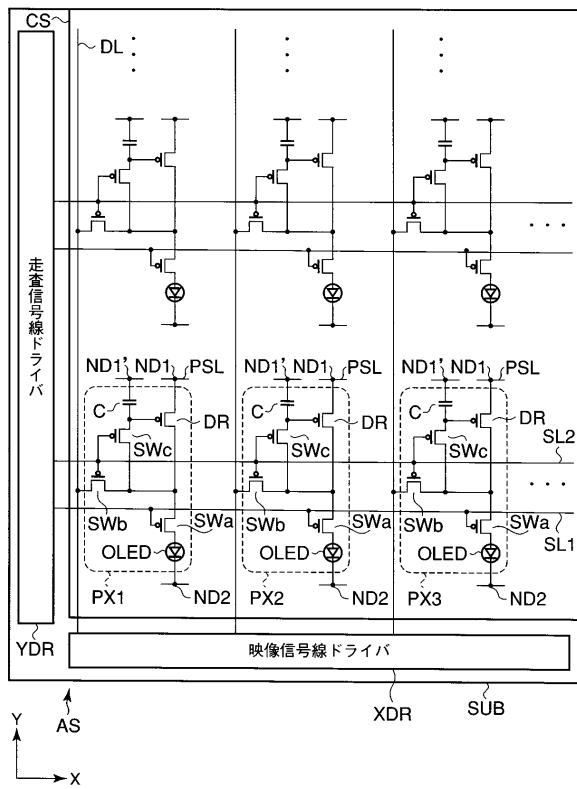 CS
DL
走査信号線ドライバ
ND1' ND1 PSL ND1' ND1 PSL ND1' ND1 PSL
C DR C DR C DR
SWc SWc SWc
SL2
SWb SWa SWb SWa SWb SWa
SL1
OLED OLED OLED
PX1 ND2 PX2 ND2 PX3 ND2
YDR
映像信号線ドライバ
AS XDR SUB
Y
X